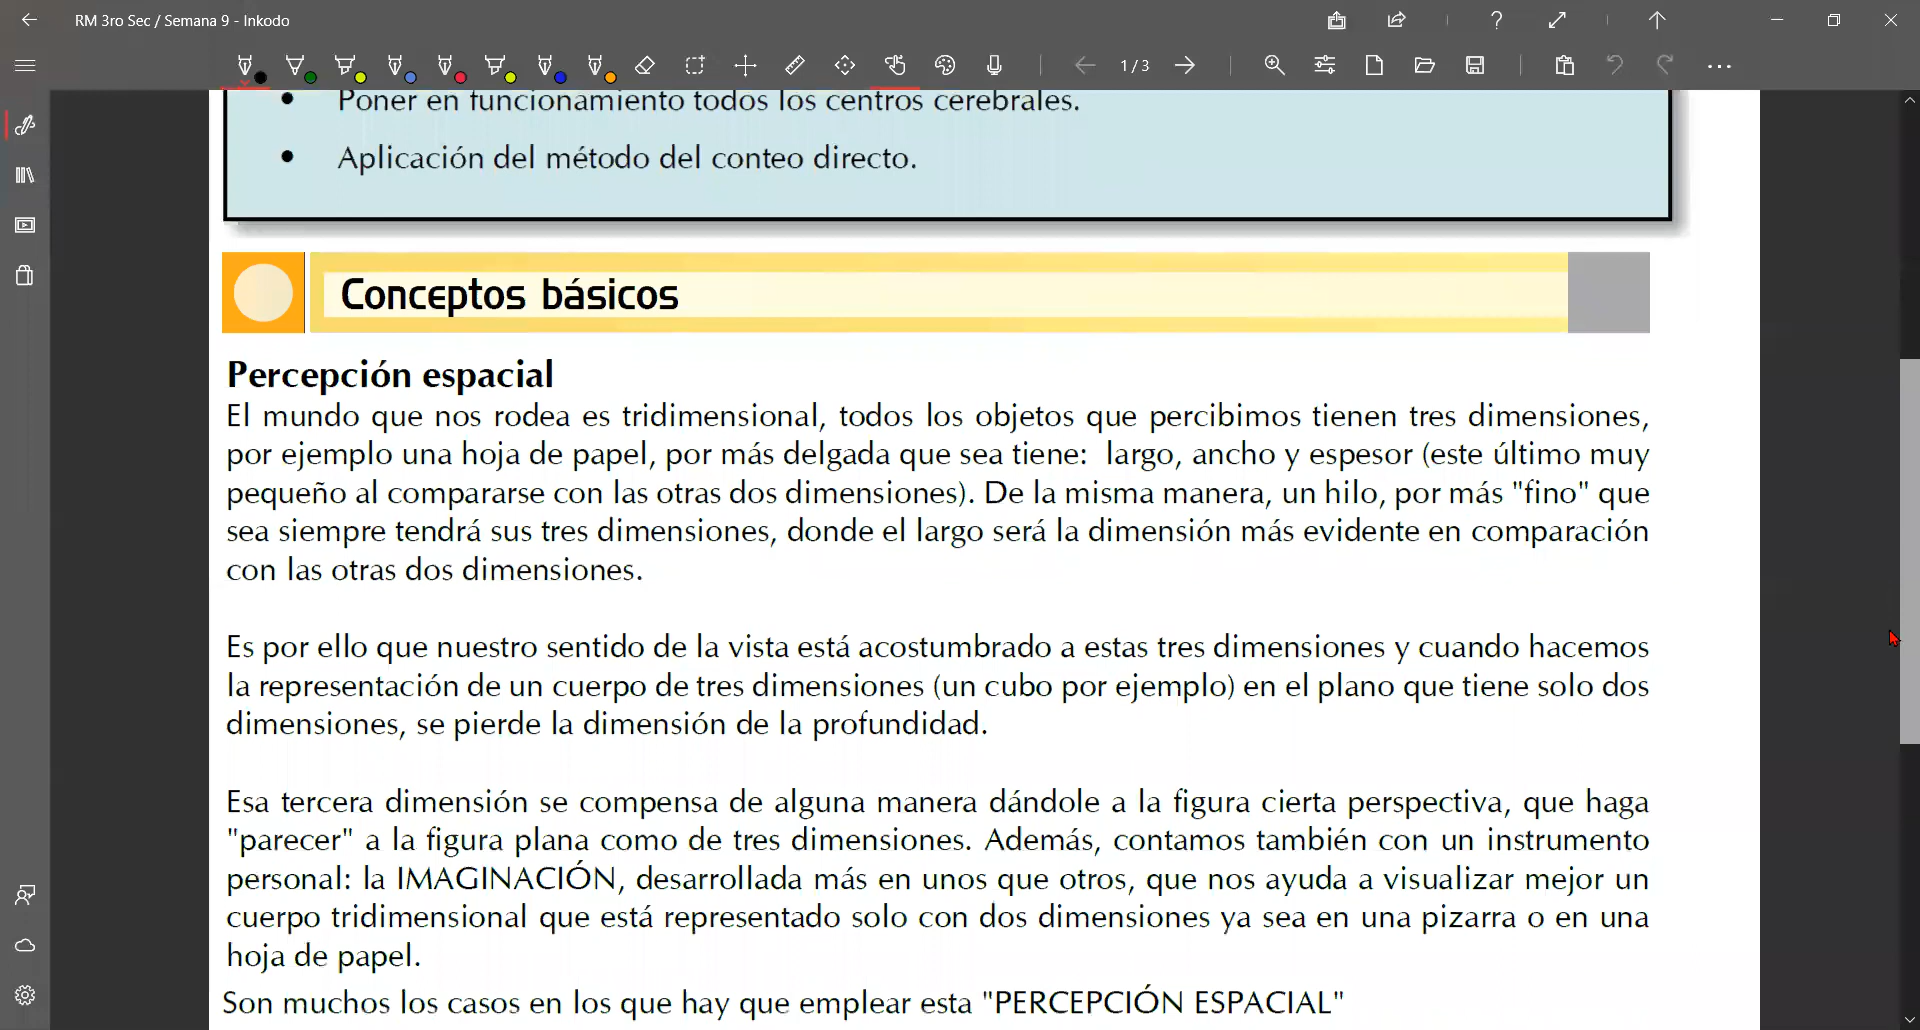 RM 3ro Sec / Semana 9 - Inkodo
1 / 3
• Poner en funcionamiento todos los centros cerebrales.
• Aplicación del método del conteo directo.
Conceptos básicos
Percepción espacial
El mundo que nos rodea es tridimensional, todos los objetos que percibimos tienen tres dimensiones,
por ejemplo una hoja de papel, por más delgada que sea tiene: largo, ancho y espesor (este último muy
pequeño al compararse con las otras dos dimensiones). De la misma manera, un hilo, por más "fino" que
sea siempre tendrá sus tres dimensiones, donde el largo será la dimensión más evidente en comparación
con las otras dos dimensiones.
Es por ello que nuestro sentido de la vista está acostumbrado a estas tres dimensiones y cuando hacemos
la representación de un cuerpo de tres dimensiones (un cubo por ejemplo) en el plano que tiene solo dos
dimensiones, se pierde la dimensión de la profundidad.
Esa tercera dimensión se compensa de alguna manera dándole a la figura cierta perspectiva, que haga
"parecer" a la figura plana como de tres dimensiones. Además, contamos también con un instrumento
personal: la IMAGINACIÓN, desarrollada más en unos que otros, que nos ayuda a visualizar mejor un
cuerpo tridimensional que está representado solo con dos dimensiones ya sea en una pizarra o en una
hoja de papel.
Son muchos los casos en los que hay que emplear esta "PERCEPCIÓN ESPACIAL"